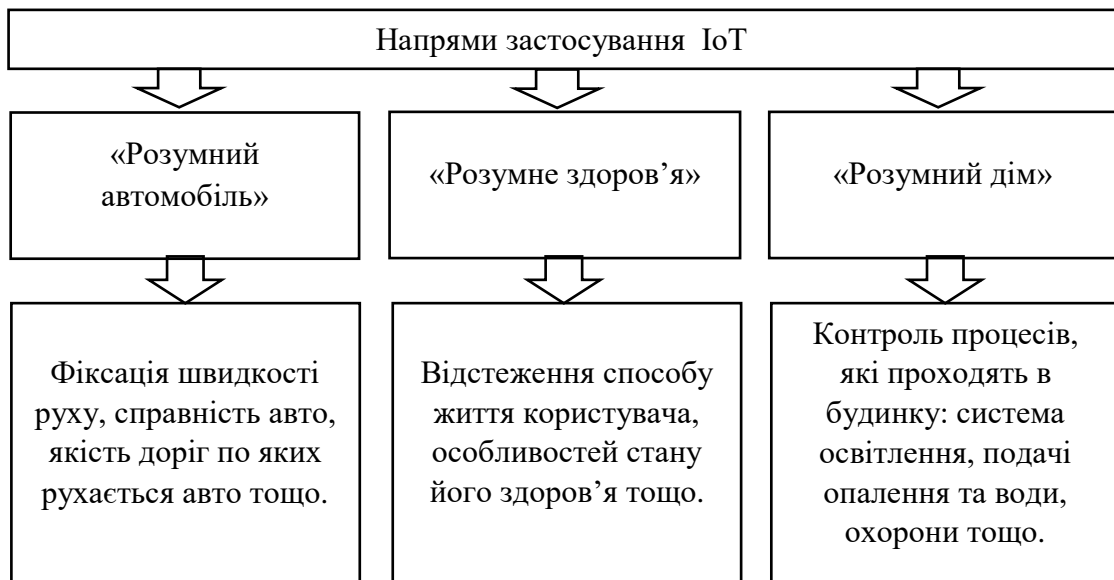 Напрями застосування ІоТ
«Розумний
автомобіль»
«Розумне здоров’я»
«Розумний дім»
Фіксація швидкості
руху, справність авто,
якість доріг по яких
рухається авто тощо.
Відстеження способу
життя користувача,
особливостей стану
його здоров’я тощо.
Контроль процесів,
які проходять в
будинку: система
освітлення, подачі
опалення та води,
охорони тощо.